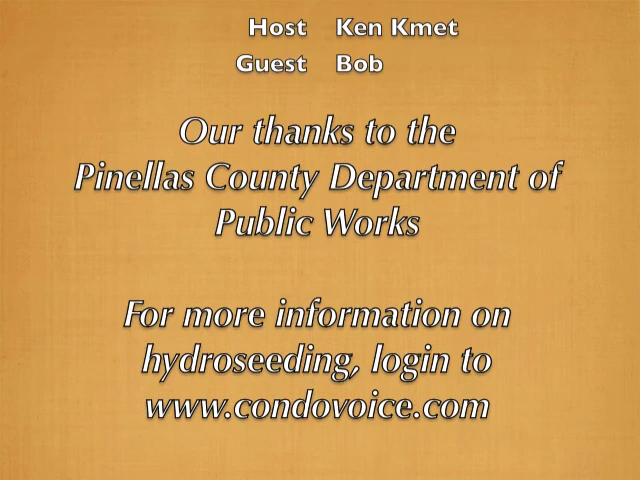 Host Ken Kmet
Guest Bob
Our thanks to the
Pinellas County Department of
Public Works
For more information on
hydroseeding, login to
www.condovoice.com